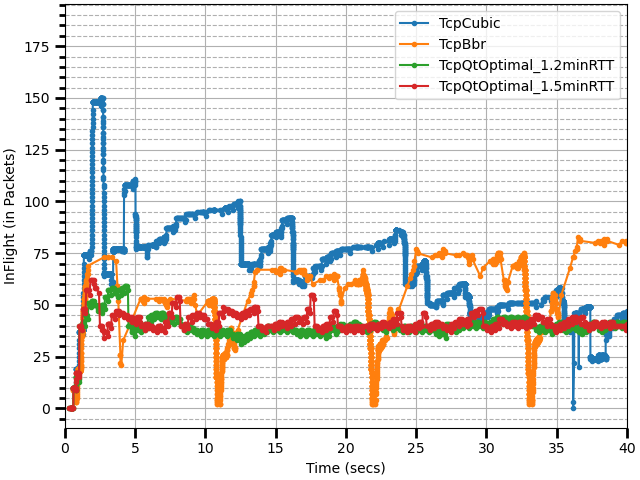 TcpCubic
TcpBbr
TcpQtOptimal_1.2minRTT
TcpQtOptimal_1.5minRTT
InFlight (in Packets)
175
150
125
100
75
50
25
0
0 5 10 15 20 25 30 35 40
Time (secs)